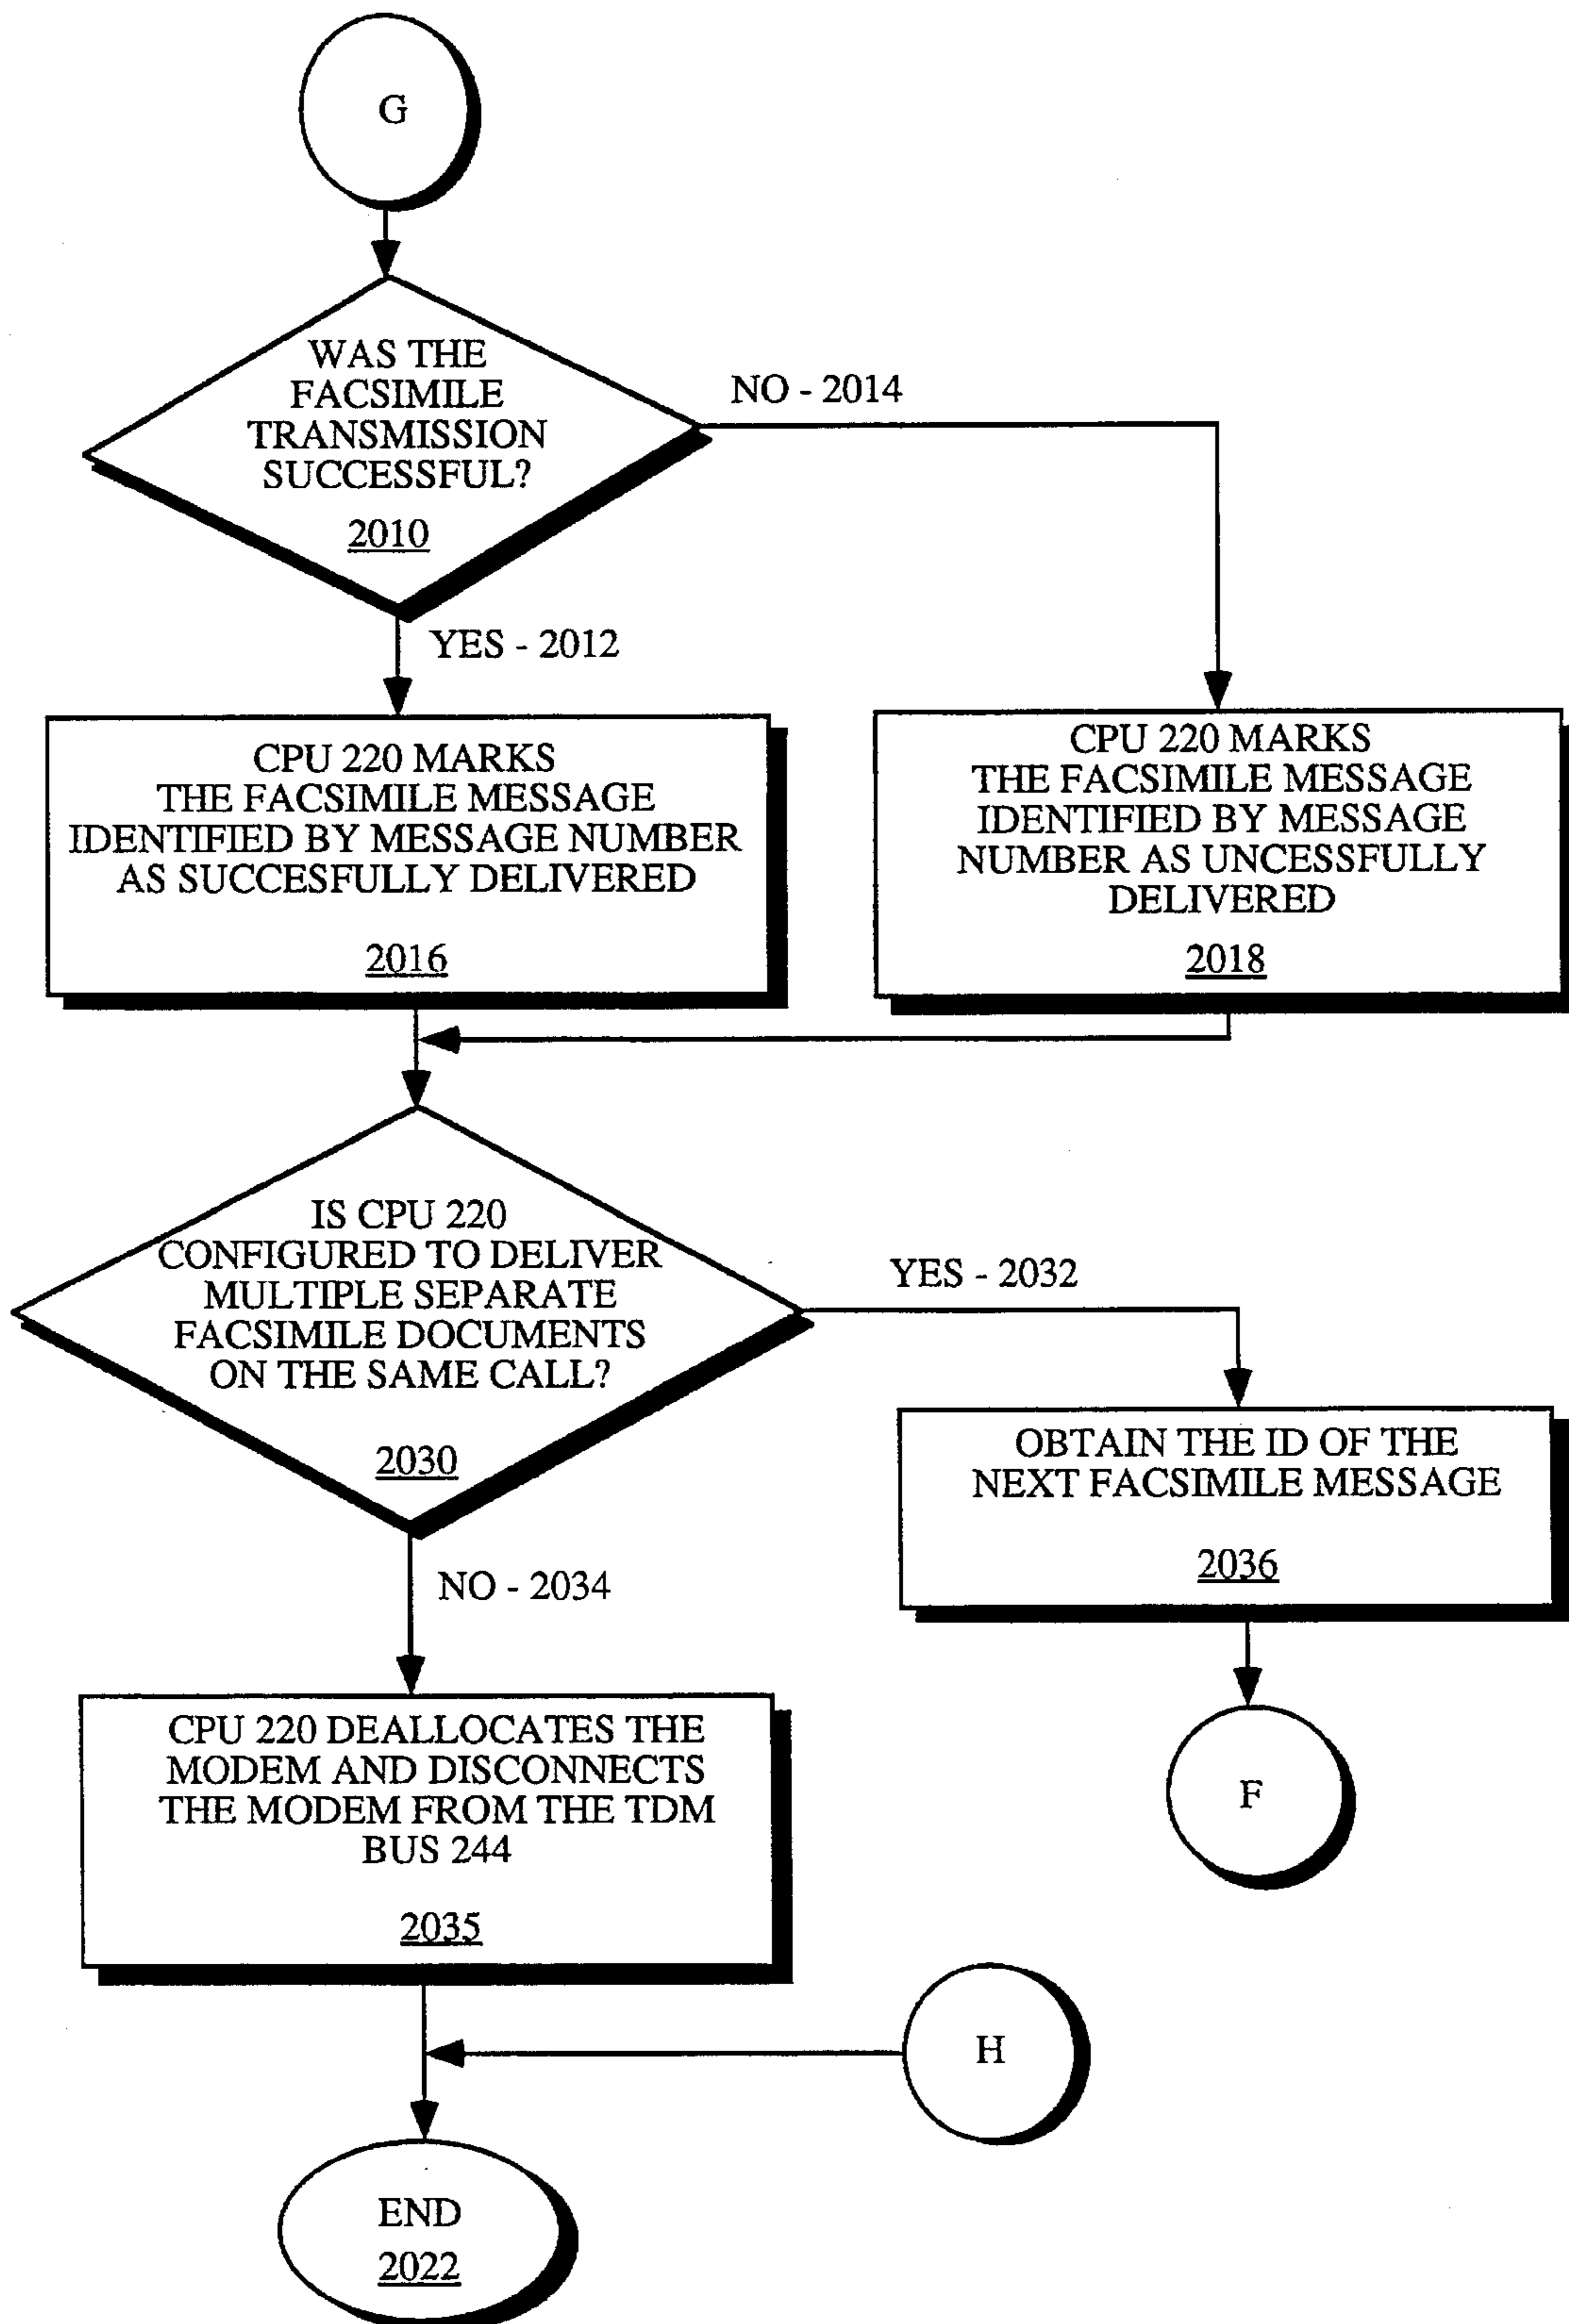 G
WAS THE
FACSIMILE
TRANSMISSION
SUCCESSFUL?
2010
NO - 2014
YES - 2012
CPU 220 MARKS
THE FACSIMILE MESSAGE
IDENTIFIED BY MESSAGE NUMBER
AS SUCCESFULLY DELIVERED
2016
CPU 220 MARKS
THE FACSIMILE MESSAGE
IDENTIFIED BY MESSAGE
NUMBER AS UNCESSFULLY
DELIVERED
2018
IS CPU 220
CONFIGURED TO DELIVER
MULTIPLE SEPARATE
FACSIMILE DOCUMENTS
ON THE SAME CALL?
2030
YES - 2032
OBTAIN THE ID OF THE
NEXT FACSIMILE MESSAGE
2036
NO - 2034
F
CPU 220 DEALLOCATES THE
MODEM AND DISCONNECTS
THE MODEM FROM THE TDM
BUS 244
2035
H
END
2022